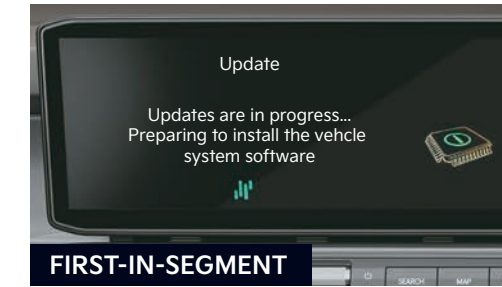 Update
Updates are in progress...
Preparing to install the vehcle
system software
FIRST-IN-SEGMENT
SEARCH
MAP